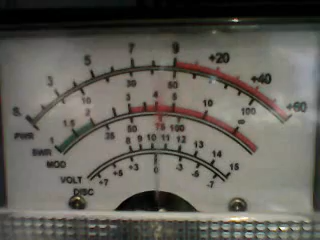 S. 3 5 7 9 +20 +40 +60
PWR 10 30 50 100
SWR 1 1.5 2 3 4 5 10 ∞
MOD 25 50 75 100
VOLT 8 9 10 11 12 13 14 15
DISC +7 +5 +3 0 -3 -5 -7